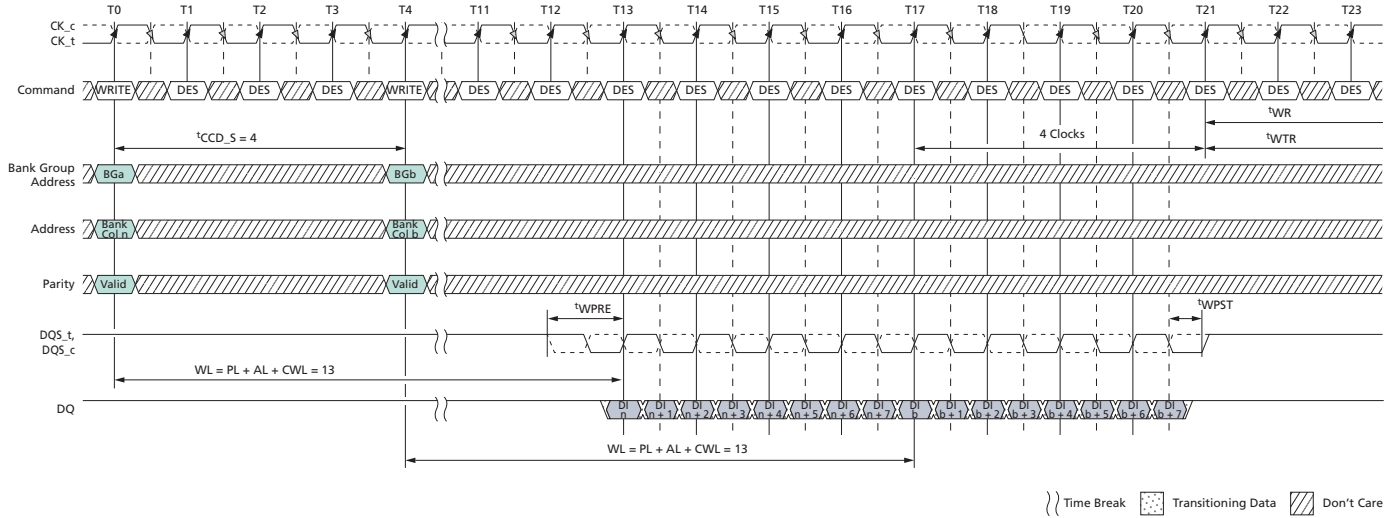 T0 T1 T2 T3 T4 T11 T12 T13 T14 T15 T16 T17 T18 T19 T20 T21 T22 T23
CK_c
CK_t
Command WRITE DES DES DES WRITE DES DES DES DES DES DES DES DES DES DES DES DES DES
tWR
tCCD_S = 4 4 Clocks tWTR
Bank Group
Address BGa BGb
Address Bank
Col n Bank
Col b
Parity Valid Valid
tWPRE tWPST
DQS_t,
DQS_c
WL = PL + AL + CWL = 13
DQ DI
n DI
n + 1 DI
n + 2 DI
n + 3 DI
n + 4 DI
n + 5 DI
n + 6 DI
n + 7 DI
b DI
b + 1 DI
b + 2 DI
b + 3 DI
b + 4 DI
b + 5 DI
b + 6 DI
b + 7
WL = PL + AL + CWL = 13
Time Break Transitioning Data Don't Care